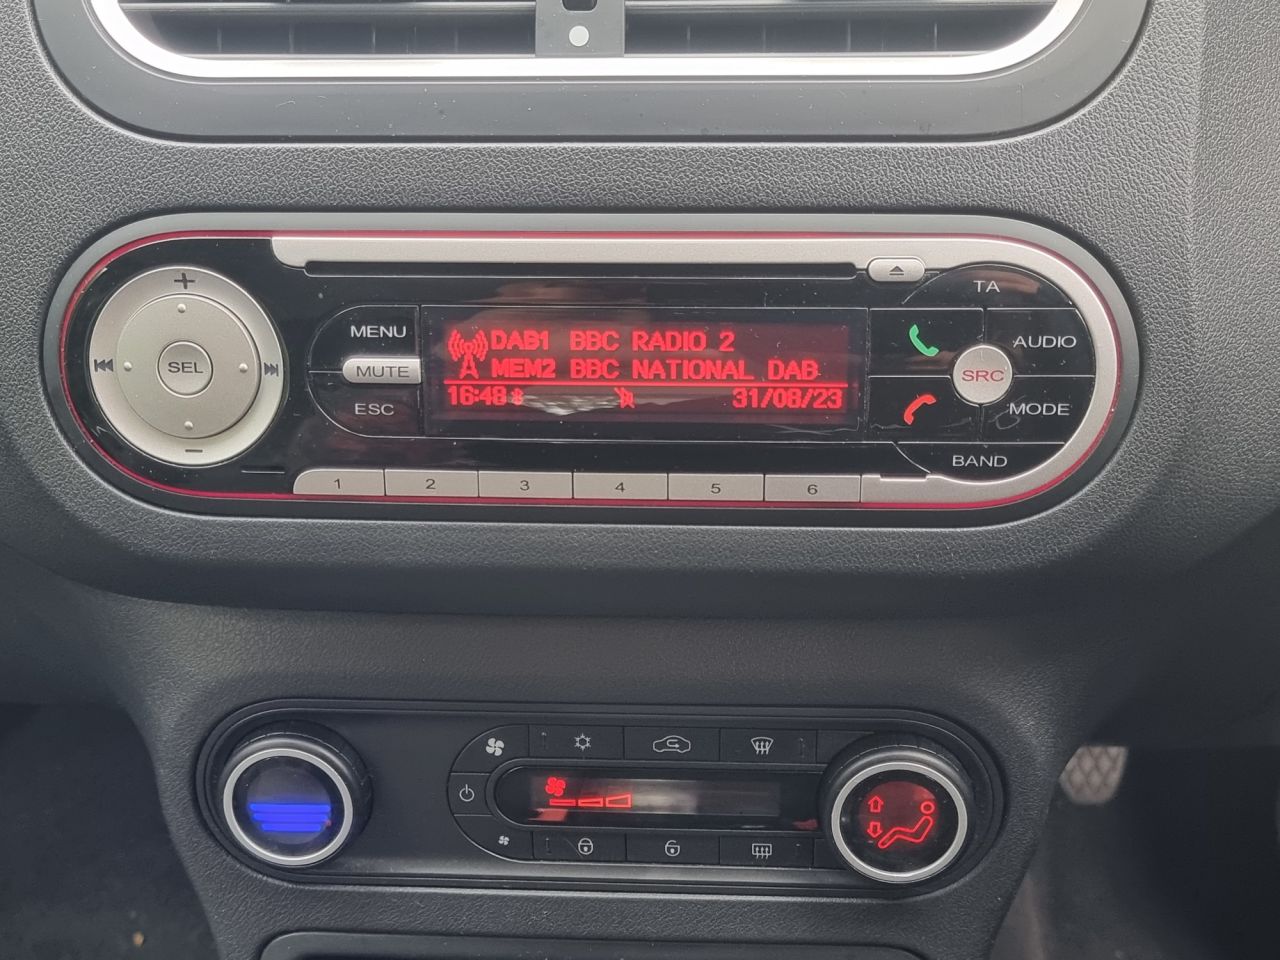 TA
+
MENU
DAB1 BBC RADIO 2
AUDIO
SEL
MUTE
MEM2 BBC NATIONAL DAB
SRC
ESC
16:48
31/08/23
MODE
−
BAND
1 2 3 4 5 6